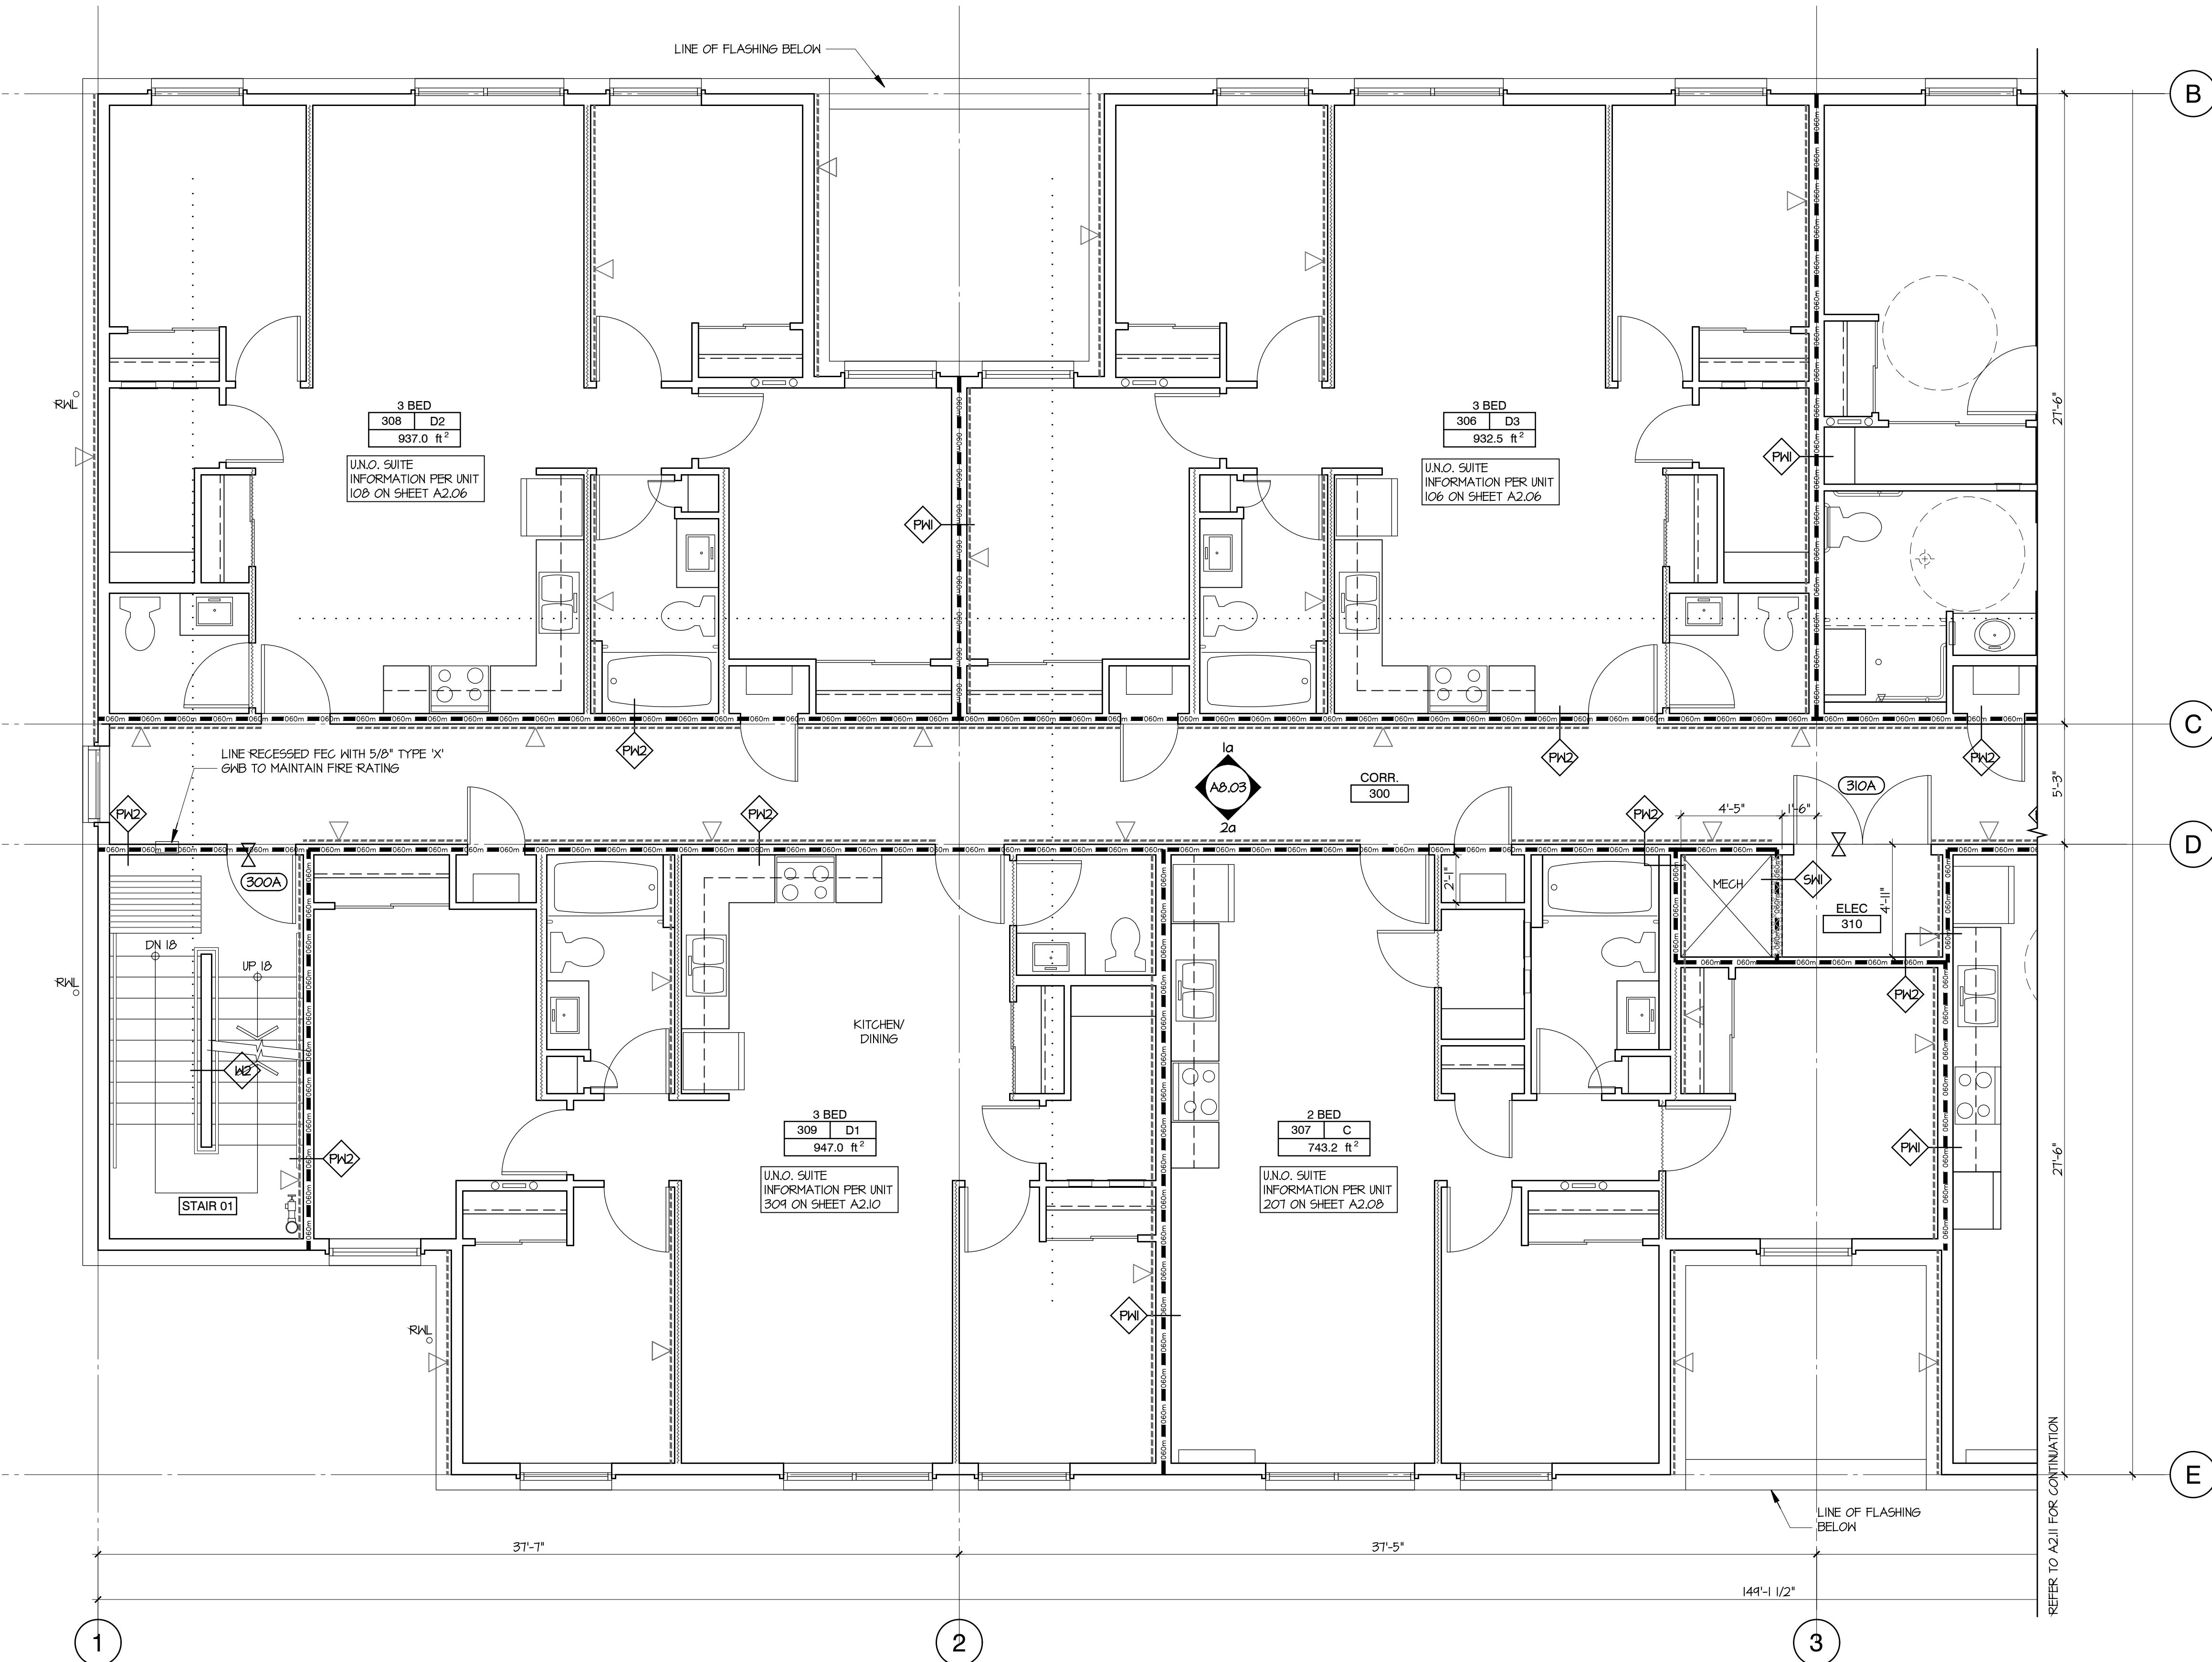 LINE OF FLASHING BELOW
B
3 BED
308 D2
937.0 ft²
U.N.O. SUITE
INFORMATION PER UNIT
108 ON SHEET A2.06
3 BED
306 D3
932.5 ft²
U.N.O. SUITE
INFORMATION PER UNIT
106 ON SHEET A2.06
RWL
PW1
PW1
27'-6"
060m
C
LINE RECESSED FEC WITH 5/8" TYPE 'X'
GWB TO MAINTAIN FIRE RATING
PW2
PW2
PW2
1a
A8.03
2a
CORR.
300
310A
5'-3"
PW2
PW2
PW2
4'-5"
1'-6"
D
300A
MECH
SW1
2'-1"
ELEC
310
4'-11"
DN 18
UP 18
RWL
PW2
W2
KITCHEN/
DINING
3 BED
309 D1
947.0 ft²
U.N.O. SUITE
INFORMATION PER UNIT
309 ON SHEET A2.10
2 BED
307 C
743.2 ft²
U.N.O. SUITE
INFORMATION PER UNIT
207 ON SHEET A2.08
PW2
PW1
27'-6"
STAIR 01
RWL
PW1
E
LINE OF FLASHING
BELOW
REFER TO A2.11 FOR CONTINUATION
37'-7"
37'-5"
149'-1 1/2"
1
2
3